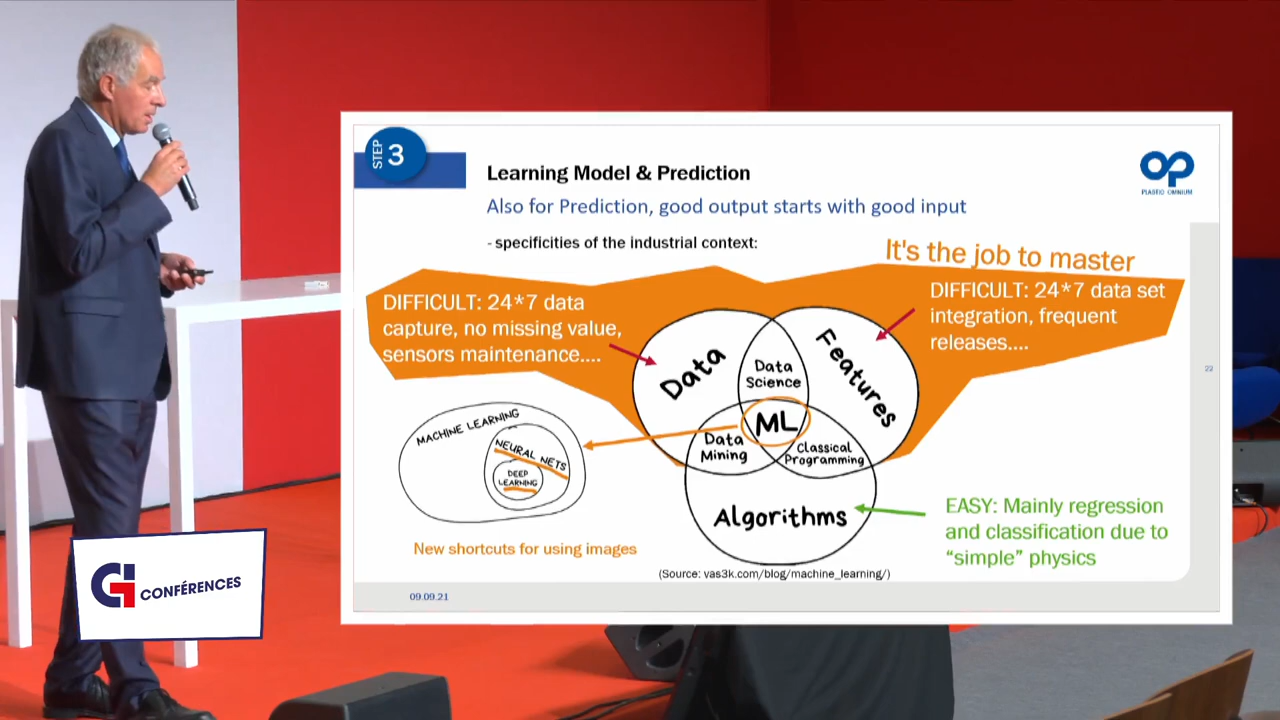 STEP 3
Learning Model & Prediction
Also for Prediction, good output starts with good input
- specificities of the industrial context:
OP
PLASTIC OMNIUM
It's the job to master
DIFFICULT: 24*7 data
capture, no missing value,
sensors maintenance....
DIFFICULT: 24*7 data set
integration, frequent
releases....
Data
Features
Data
Science
ML
Data
Mining
Classical
Programming
Algorithms
MACHINE LEARNING
NEURAL NETS
DEEP
LEARNING
New shortcuts for using images
EASY: Mainly regression
and classification due to
“simple” physics
(Source: vas3k.com/blog/machine_learning/)
22
09.09.21
GI CONFÉRENCES